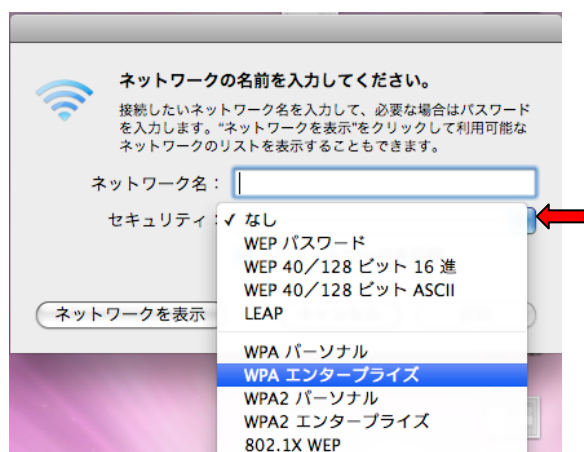 ネットワークの名前を入力してください。
接続したいネットワーク名を入力して、必要な場合はパスワード
を入力します。“ネットワークを表示”をクリックして利用可能な
ネットワークのリストを表示することもできます。
ネットワーク名：
セキュリティ：✓ なし
WEP パスワード
WEP 40／128 ビット 16 進
WEP 40／128 ビット ASCII
ネットワークを表示
LEAP
WPA パーソナル
WPA エンタープライズ
WPA2 パーソナル
WPA2 エンタープライズ
802.1X WEP